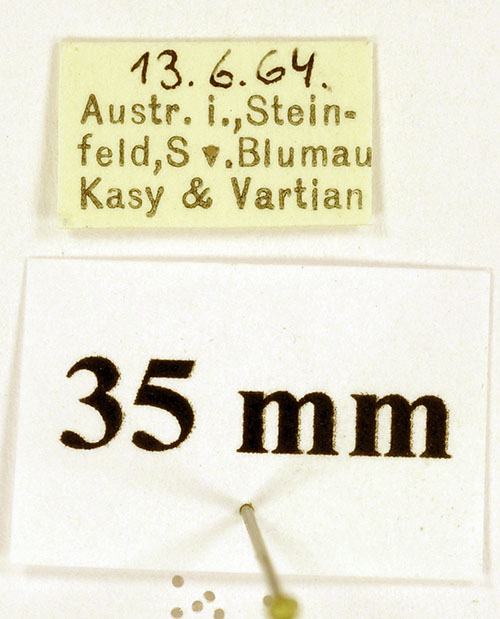 13.6.64.
Austr. i.,Stein-
feld,S v.Blumau
Kasy & Vartian
35 mm